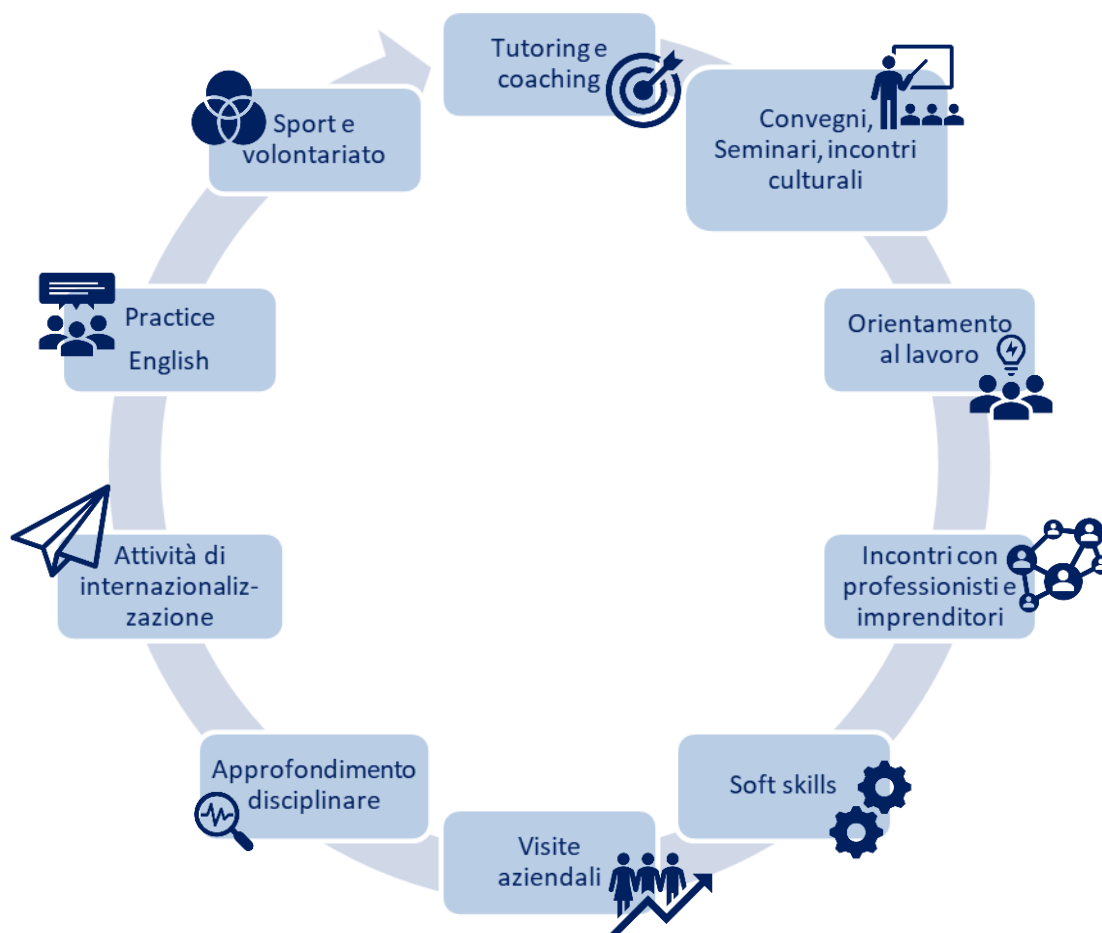 Tutoring e
coaching
Convegni,
Seminari, incontri
culturali
Orientamento
al lavoro
Incontri con
professionisti e
imprenditori
Soft skills
Visite
aziendali
Approfondimento
disciplinare
Attività di
internazionaliz-
zazione
Practice
English
Sport e
volontariato